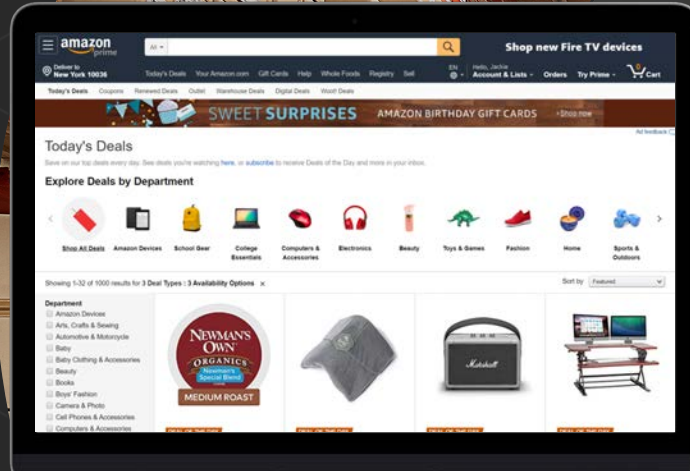 amazon
prime
All
Shop new Fire TV devices
Deliver to
New York 10036
Today's Deals Your Amazon.com Gift Cards Help Whole Foods Registry Sell
EN
Hello, Jackie
Account & Lists Orders Try Prime
0
Cart
Today's Deals Coupons Renewed Deals Outlet Warehouse Deals Digital Deals Woot! Deals
SWEET SURPRISES AMAZON BIRTHDAY GIFT CARDS ›Shop now
Ad feedback
Today's Deals
Save on our top deals every day. See deals you're watching here, or subscribe to receive Deals of the Day and more in your inbox.
Explore Deals by Department
Shop All Deals
Amazon Devices
School Gear
College
Essentials
Computers &
Accessories
Electronics
Beauty
Toys & Games
Fashion
Home
Sports &
Outdoors
Showing 1-32 of 1000 results for 3 Deal Types : 3 Availability Options x
Sort by Featured
Department
Amazon Devices
Arts, Crafts & Sewing
Automotive & Motorcycle
Baby
Baby Clothing & Accessories
Beauty
Books
Boys' Fashion
Camera & Photo
Cell Phones & Accessories
Computers & Accessories
NEWMAN'S
OWN
ORGANICS
Newman's
Special Blend
MEDIUM ROAST
Marshall